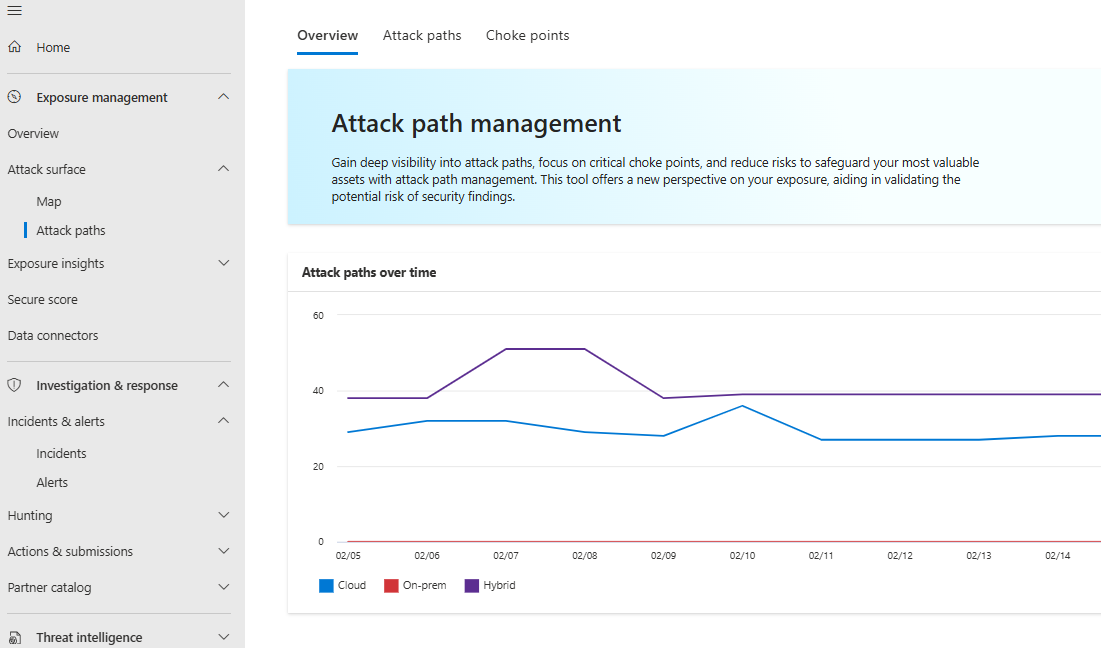 Home
Exposure management
Overview
Attack surface
Map
Attack paths
Exposure insights
Secure score
Data connectors
Investigation & response
Incidents & alerts
Incidents
Alerts
Hunting
Actions & submissions
Partner catalog
Threat intelligence
Overview Attack paths Choke points
Attack path management
Gain deep visibility into attack paths, focus on critical choke points, and reduce risks to safeguard your most valuable
assets with attack path management. This tool offers a new perspective on your exposure, aiding in validating the
potential risk of security findings.
Attack paths over time
60
40
20
0
02/05 02/06 02/07 02/08 02/09 02/10 02/11 02/12 02/13 02/14
Cloud On-prem Hybrid